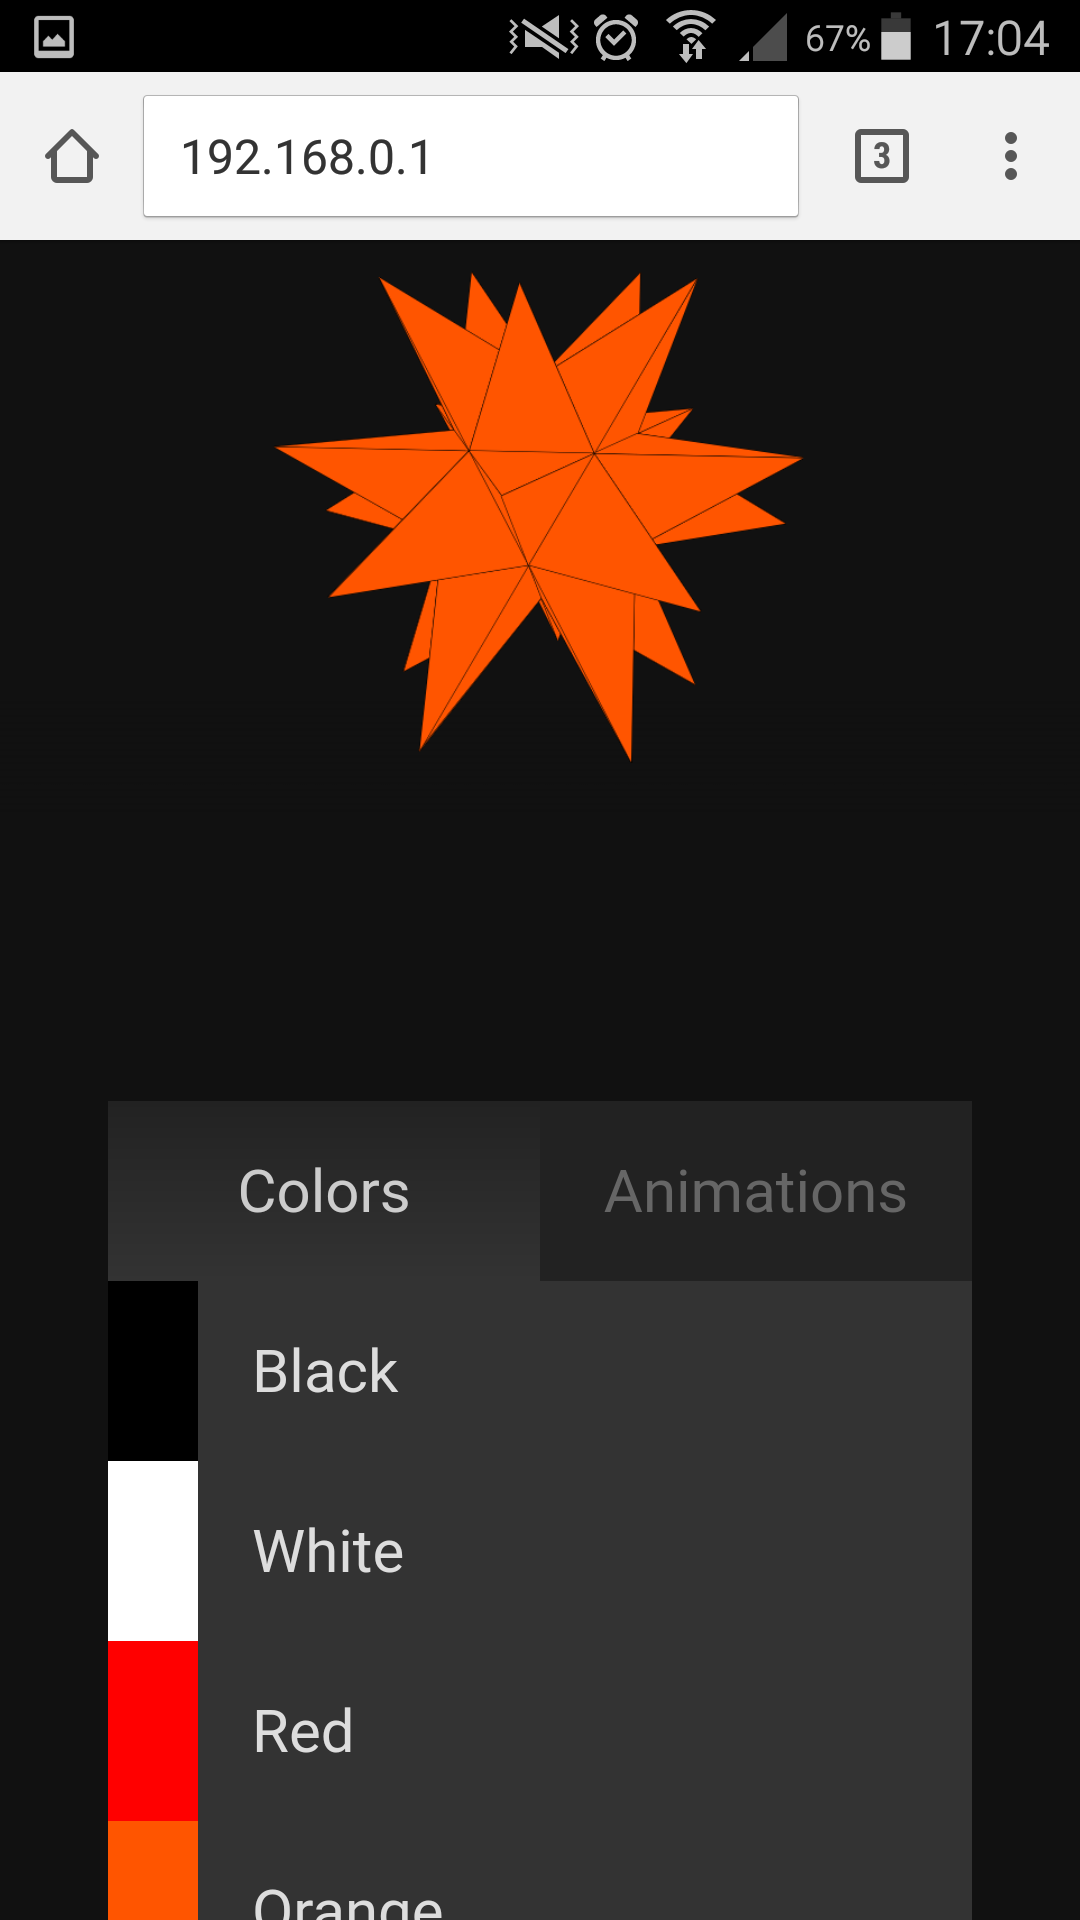 67% 17:04
192.168.0.1 3
Colors Animations
Black
White
Red
Orange